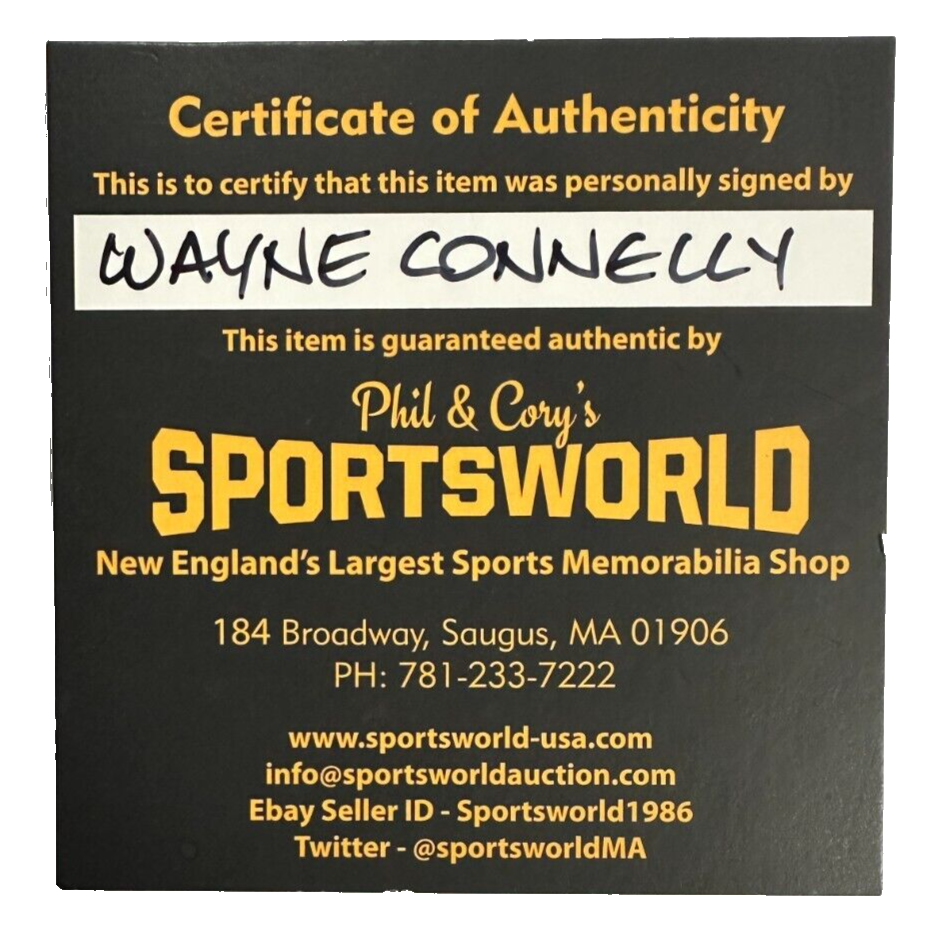 Certificate of Authenticity
This is to certify that this item was personally signed by
WAYNE CONNELLY
This item is guaranteed authentic by
Phil & Cory's
SPORTSWORLD
New England's Largest Sports Memorabilia Shop
184 Broadway, Saugus, MA 01906
PH: 781-233-7222
www.sportsworld-usa.com
info@sportsworldauction.com
Ebay Seller ID - Sportsworld1986
Twitter - @sportsworldMA